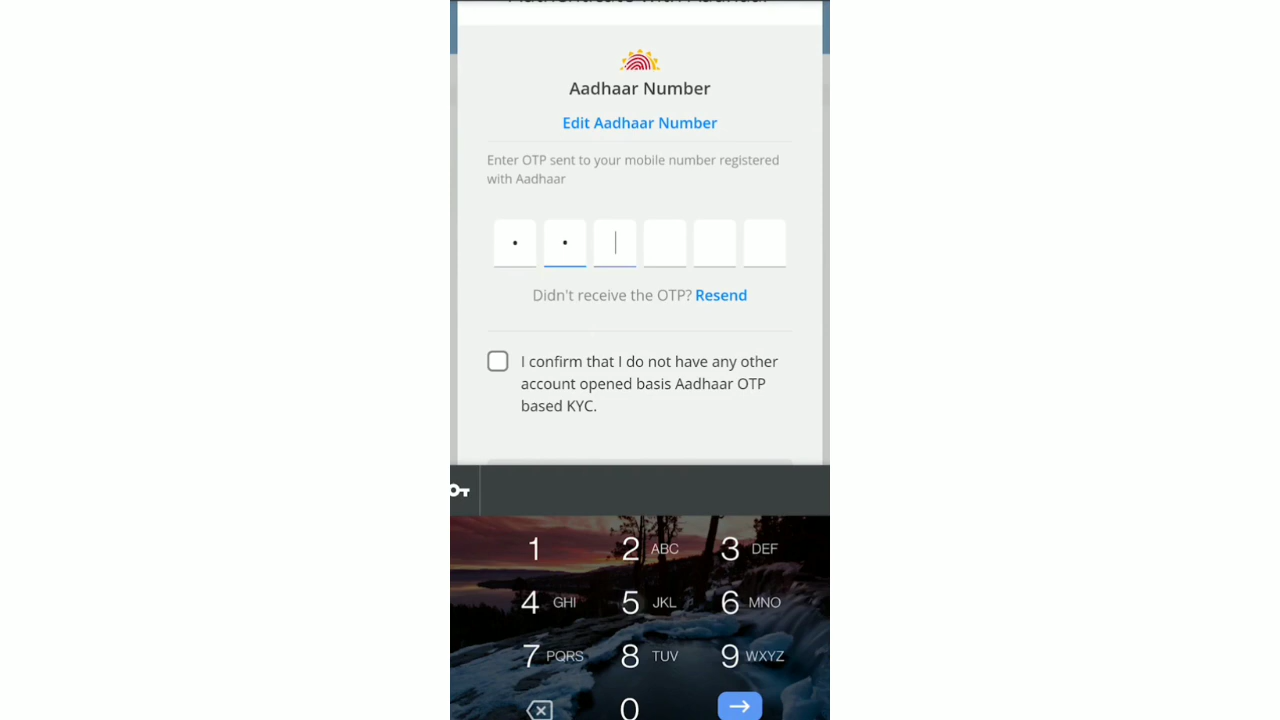 Aadhaar Number
Edit Aadhaar Number
Enter OTP sent to your mobile number registered
with Aadhaar
Didn't receive the OTP? Resend
I confirm that I do not have any other
account opened basis Aadhaar OTP
based KYC.
1 2 ABC 3 DEF
4 GHI 5 JKL 6 MNO
7 PQRS 8 TUV 9 WXYZ
0